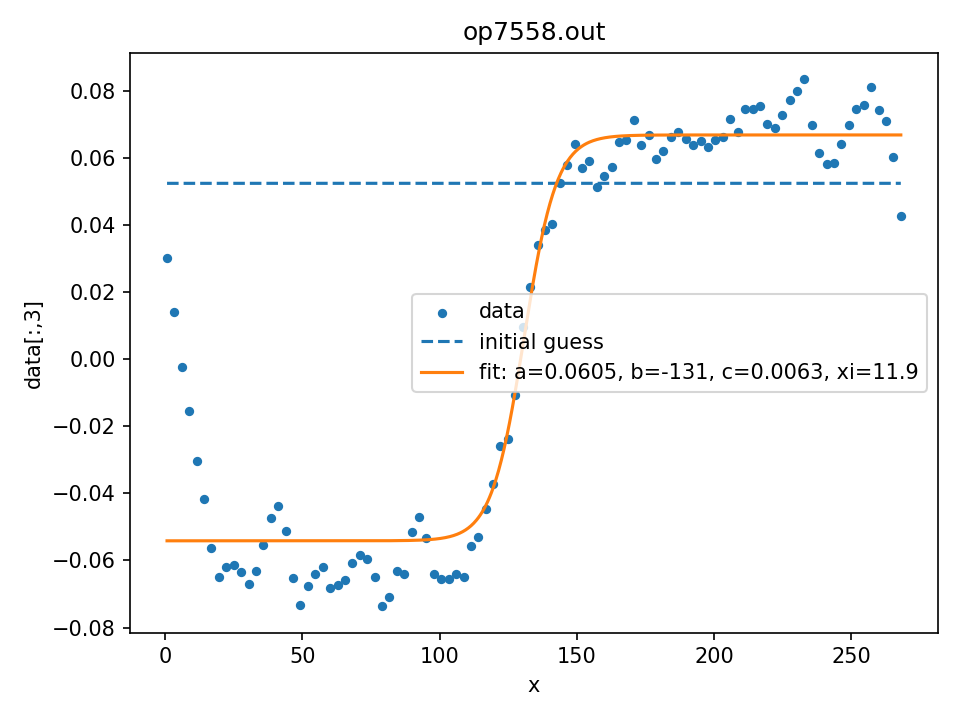 op7558.out
0.08
0.06
0.04
0.02
0.00
−0.02
−0.04
−0.06
−0.08
data[:,3]
data
initial guess
fit: a=0.0605, b=-131, c=0.0063, xi=11.9
0 50 100 150 200 250
x